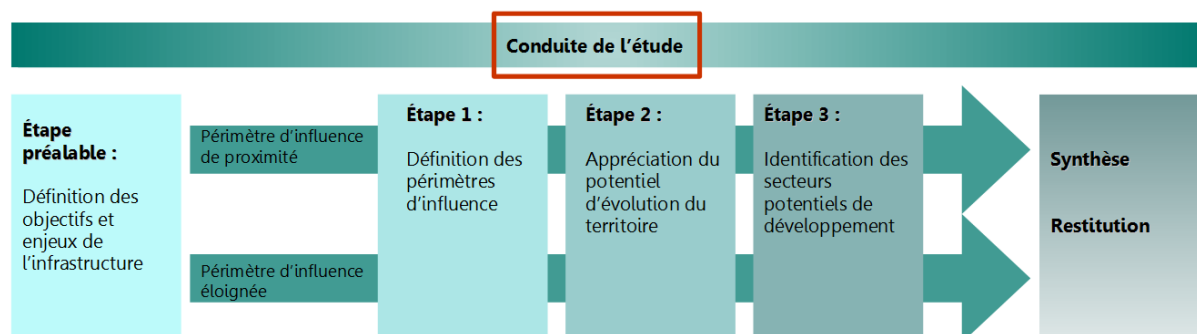 Conduite de l’étude
Étape
préalable :
Définition des
objectifs et
enjeux de
l’infrastructure
Périmètre d’influence
de proximité
Périmètre d’influence
éloignée
Étape 1 :
Définition des
périmètres
d’influence
Étape 2 :
Appréciation du
potentiel
d’évolution du
territoire
Étape 3 :
Identification des
secteurs
potentiels de
développement
Synthèse
Restitution